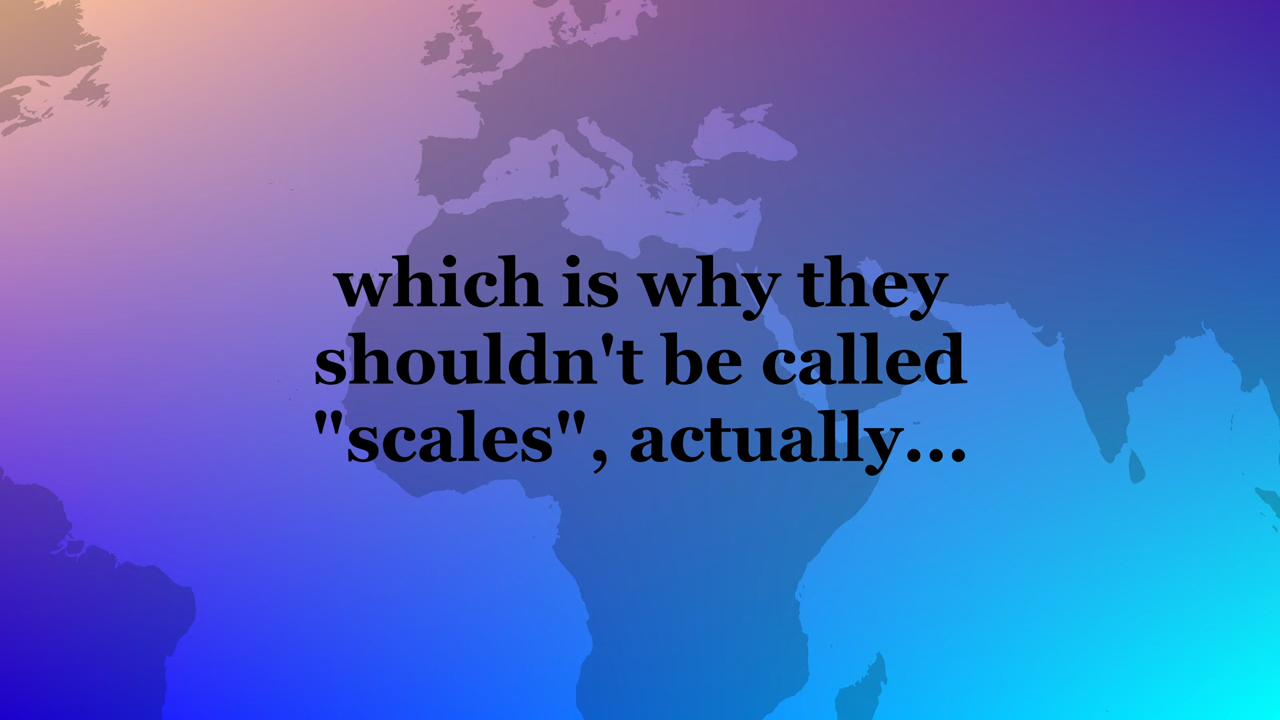 which is why they
shouldn't be called
"scales", actually...